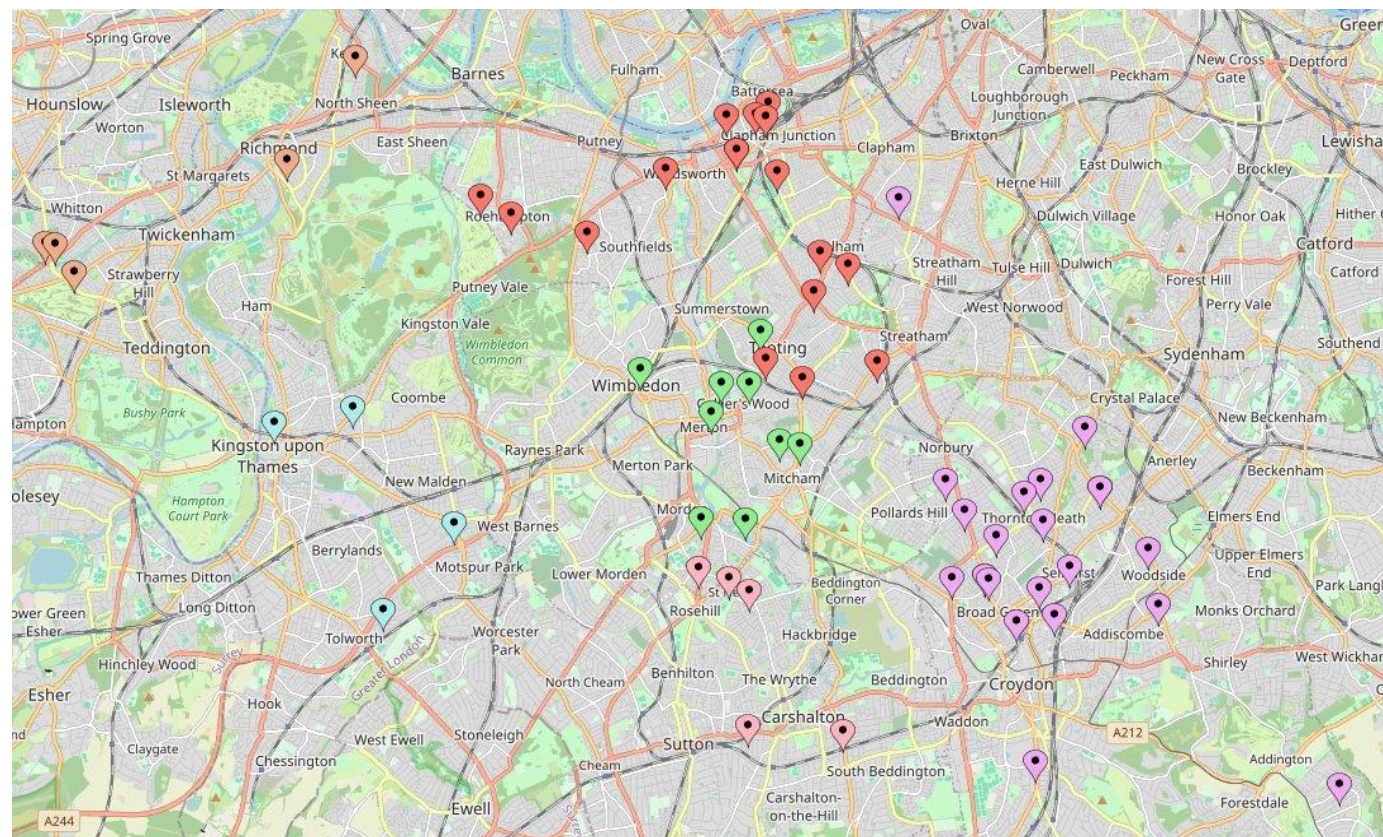 Spring Grove
Oval
Green
Barnes
Fulham
Camberwell
New Cross
Gate
Deptford
Peckham
Hounslow
Isleworth
North Sheen
Battersea
Loughborough
Junction
Worton
East Sheen
Putney
Clapham Junction
Brixton
Lewisha
Richmond
Clapham
East Dulwich
Brockley
St Margarets
Herne Hill
Whitton
Dulwich Village
Honor Oak
Hither
Twickenham
Southfields
Catford
Strawberry
Hill
Streatham
Hill
Tulse Hill
Dulwich
Forest Hill
Catford
Ham
Putney Vale
Summerstown
West Norwood
Perry Vale
Kingston Vale
Streatham
Teddington
Wimbledon
Common
Sydenham
Southend
Bushy Park
Wimbledon
Coombe
Crystal Palace
New Beckenham
Kingston upon
Thames
Raynes Park
Norbury
Merton Park
Anerley
Beckenham
New Malden
Mitcham
Hampton
Court Park
West Barnes
Pollards Hill
Elmers End
Berrylands
Motspur Park
Upper Elmers
End
Thames Ditton
Lower Morden
Beddington
Corner
Woodside
Long Ditton
Rosehill
Monks Orchard
Esher
Tolworth
Worcester
Park
Hackbridge
Addiscombe
Hinchley Wood
Surrey
Greater London
Benhilton
The Wrythe
Beddington
Shirley
West Wickham
Esher
North Cheam
Croydon
Hook
Carshalton
Waddon
West Ewell
Stoneleigh
Sutton
A212
Claygate
Chessington
Cheam
South Beddington
Addington
Ewell
Carshalton-
on-the-Hill
Forestdale
A244